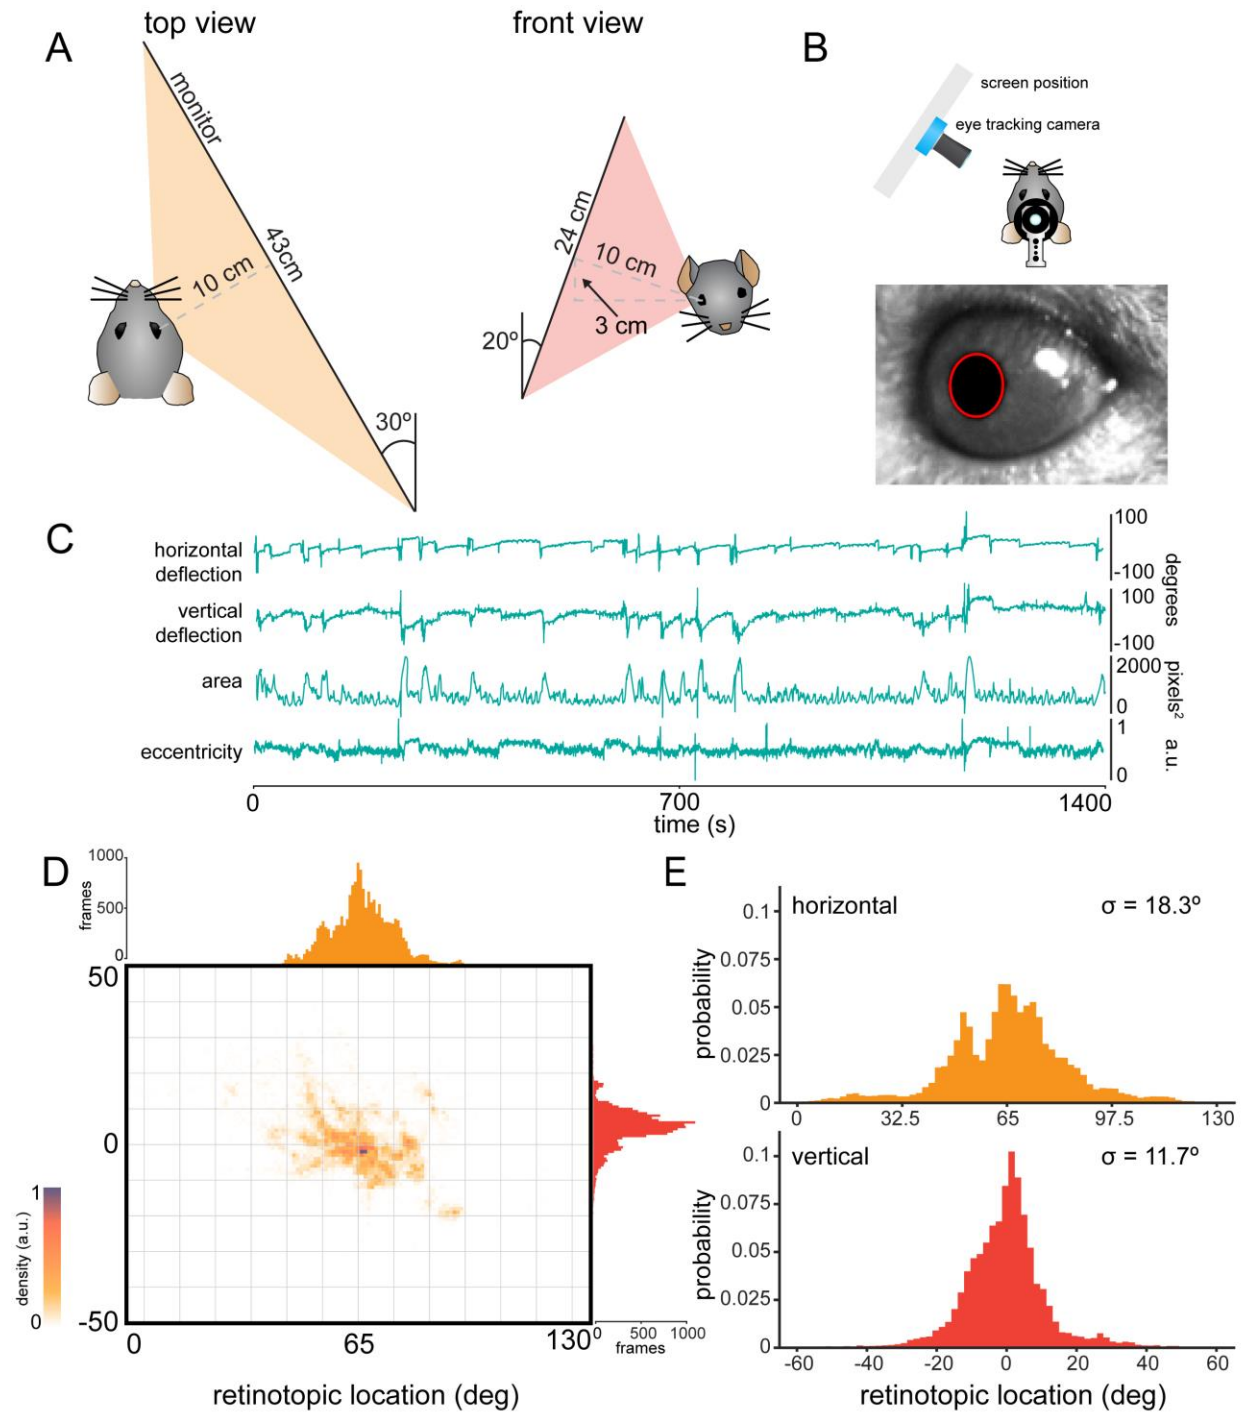 A
top view
front view
B
monitor
43cm
10 cm
30º
24 cm
10 cm
3 cm
20º
screen position
eye tracking camera
C
horizontal
deflection
100
-100
degrees
vertical
deflection
100
-100
area
2000
0
pixels²
eccentricity
1
0
a.u.
0
700
1400
time (s)
D
1000
500
0
frames
50
0
-50
0
65
130
retinotopic location (deg)
1
0
density (a.u.)
0
500
1000
frames
E
horizontal
σ = 18.3º
0.1
0.075
0.05
0.025
0
probability
0
32.5
65
97.5
130
vertical
σ = 11.7º
0.1
0.075
0.05
0.025
0
probability
-60
-40
-20
0
20
40
60
retinotopic location (deg)